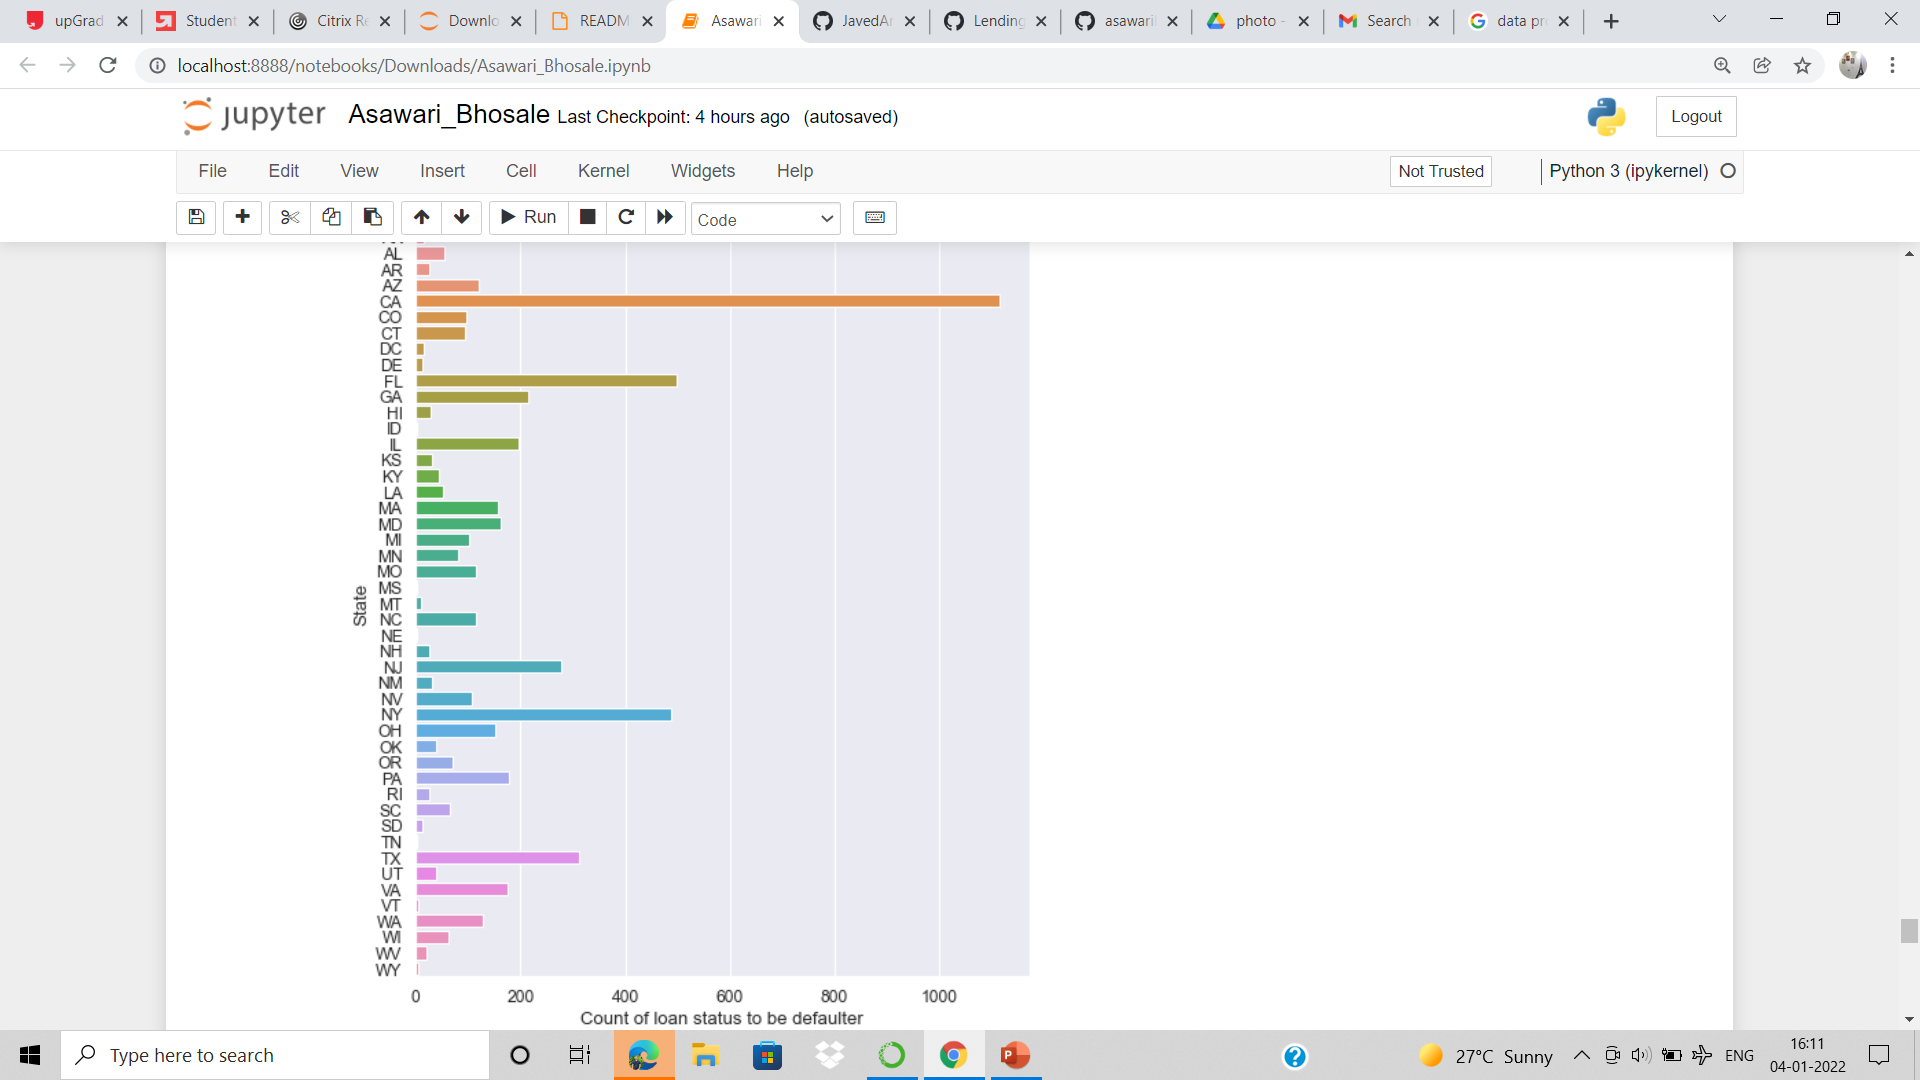 upGrad
Student
Citrix Re
Downlo
READM
Asawari
JavedAr
Lending
asawaril
photo -
Search
data pr
localhost:8888/notebooks/Downloads/Asawari_Bhosale.ipynb
jupyter Asawari_Bhosale Last Checkpoint: 4 hours ago (autosaved)
Logout
File Edit View Insert Cell Kernel Widgets Help
Not Trusted
Python 3 (ipykernel)
Run
Code
AL
AR
AZ
CA
CO
CT
DC
DE
FL
GA
HI
ID
IL
KS
KY
LA
MA
MD
MI
MN
MO
MS
MT
NC
NE
NH
NJ
NM
NV
NY
OH
OK
OR
PA
RI
SC
SD
TN
TX
UT
VA
VT
WA
WI
WV
WY
State
0 200 400 600 800 1000
Count of loan status to be defaulter
Type here to search
27°C Sunny
ENG
16:11
04-01-2022